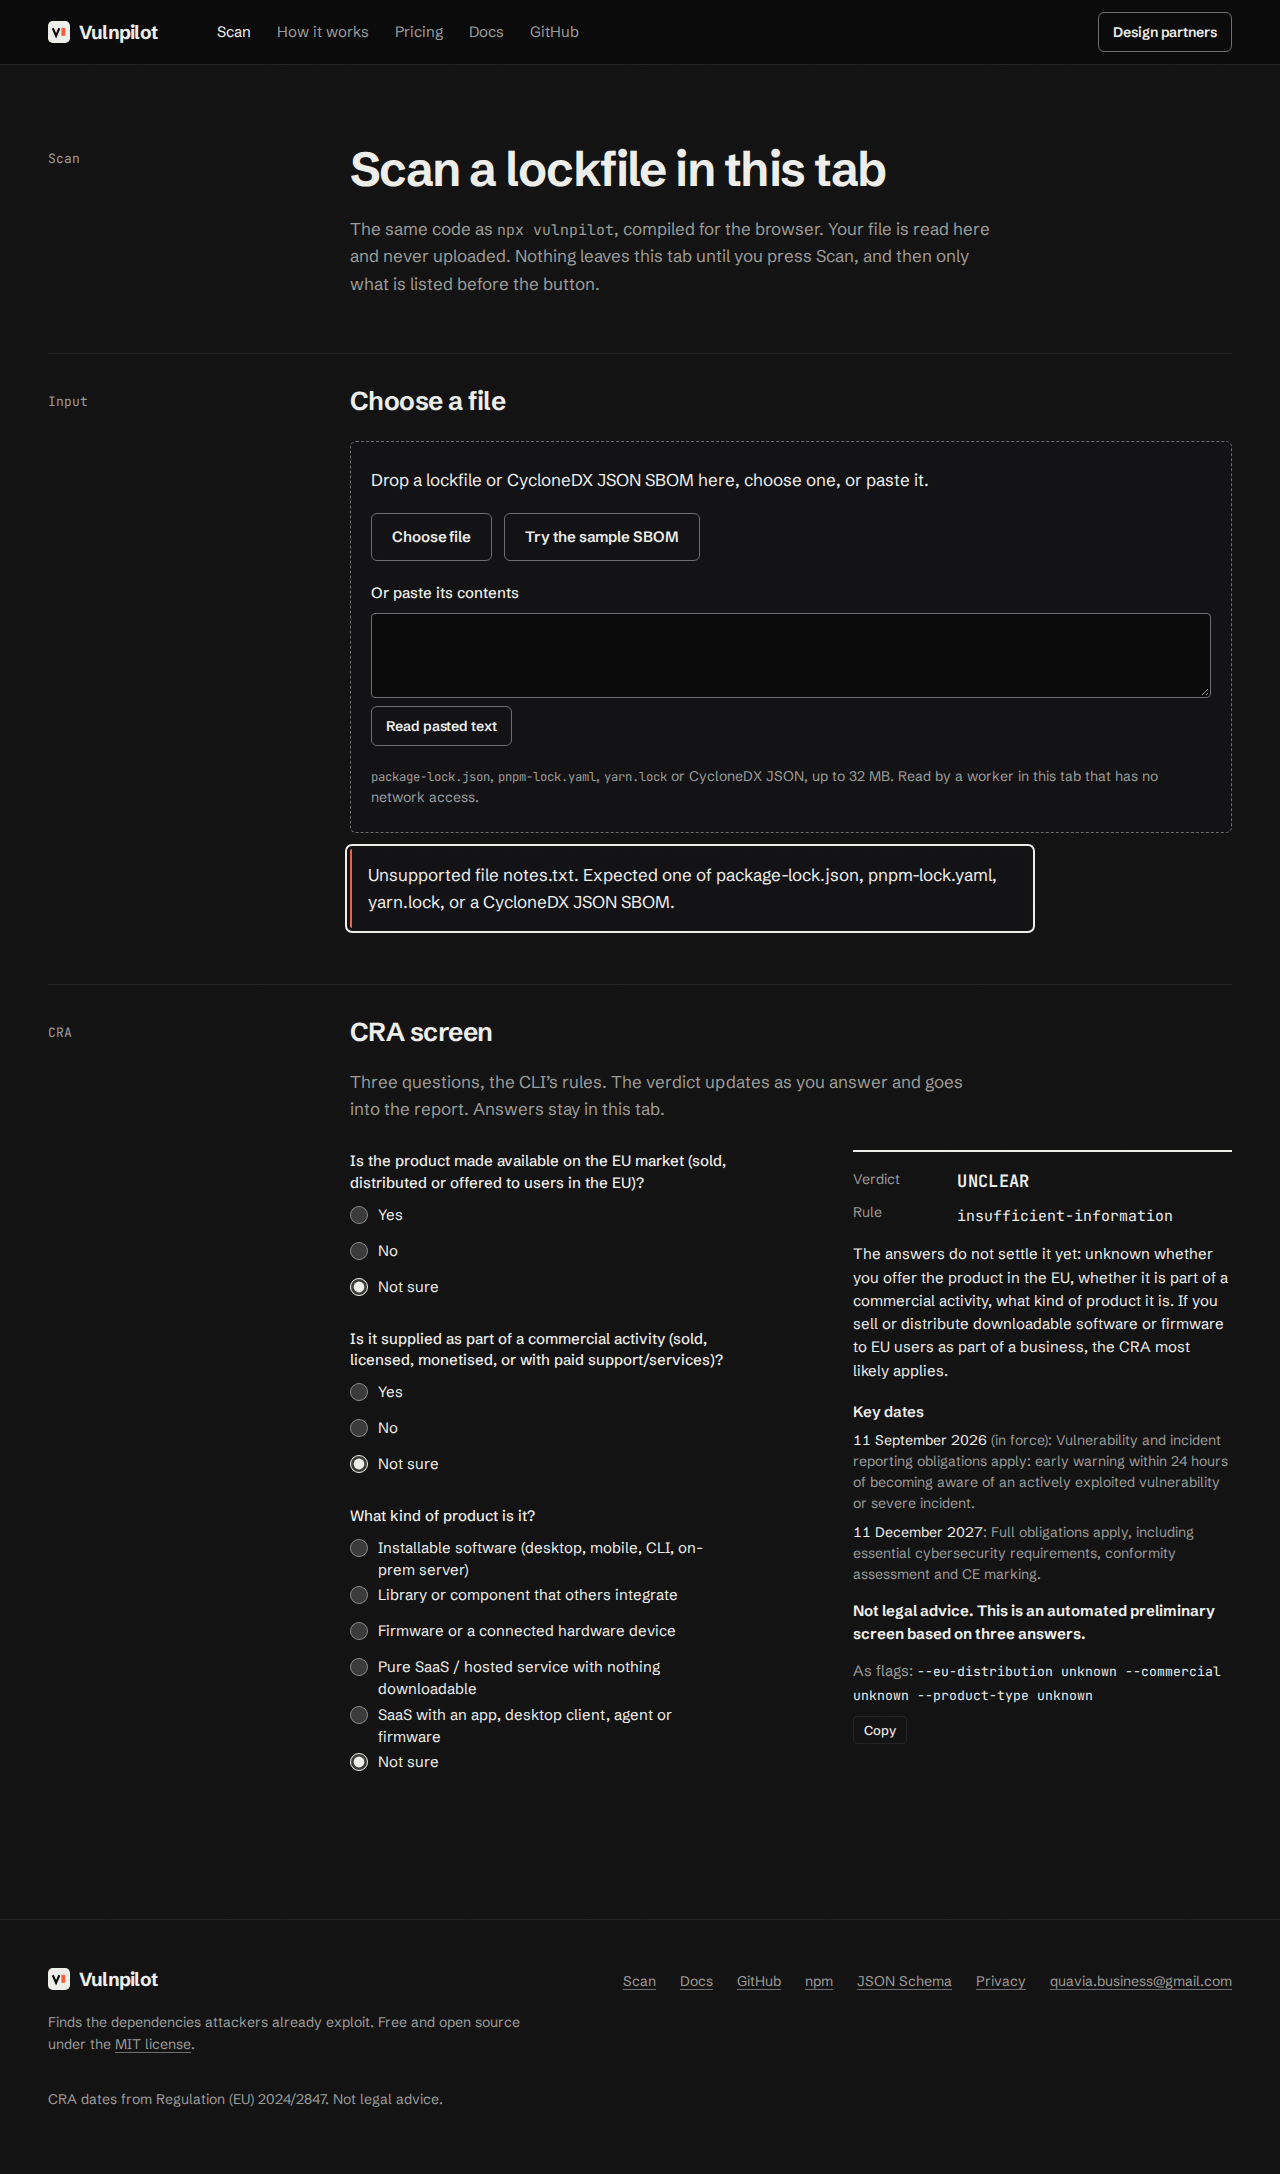 Vulnpilot
Scan How it works Pricing Docs GitHub
Design partners
Scan
Scan a lockfile in this tab
The same code as npx vulnpilot, compiled for the browser. Your file is read here
and never uploaded. Nothing leaves this tab until you press Scan, and then only
what is listed before the button.
Input
Choose a file
Drop a lockfile or CycloneDX JSON SBOM here, choose one, or paste it.
Choose file
Try the sample SBOM
Or paste its contents
Read pasted text
package-lock.json, pnpm-lock.yaml, yarn.lock or CycloneDX JSON, up to 32 MB. Read by a worker in this tab that has no
network access.
Unsupported file notes.txt. Expected one of package-lock.json, pnpm-lock.yaml,
yarn.lock, or a CycloneDX JSON SBOM.
CRA
CRA screen
Three questions, the CLI’s rules. The verdict updates as you answer and goes
into the report. Answers stay in this tab.
Is the product made available on the EU market (sold,
distributed or offered to users in the EU)?
Yes
No
Not sure
Is it supplied as part of a commercial activity (sold,
licensed, monetised, or with paid support/services)?
Yes
No
Not sure
What kind of product is it?
Installable software (desktop, mobile, CLI, on-
prem server)
Library or component that others integrate
Firmware or a connected hardware device
Pure SaaS / hosted service with nothing
downloadable
SaaS with an app, desktop client, agent or
firmware
Not sure
Verdict UNCLEAR
Rule insufficient-information
The answers do not settle it yet: unknown whether
you offer the product in the EU, whether it is part of a
commercial activity, what kind of product it is. If you
sell or distribute downloadable software or firmware
to EU users as part of a business, the CRA most
likely applies.
Key dates
11 September 2026 (in force): Vulnerability and incident
reporting obligations apply: early warning within 24 hours
of becoming aware of an actively exploited vulnerability
or severe incident.
11 December 2027: Full obligations apply, including
essential cybersecurity requirements, conformity
assessment and CE marking.
Not legal advice. This is an automated preliminary
screen based on three answers.
As flags: --eu-distribution unknown --commercial
unknown --product-type unknown
Copy
Vulnpilot
Scan Docs GitHub npm JSON Schema Privacy quavia.business@gmail.com
Finds the dependencies attackers already exploit. Free and open source
under the MIT license.
CRA dates from Regulation (EU) 2024/2847. Not legal advice.